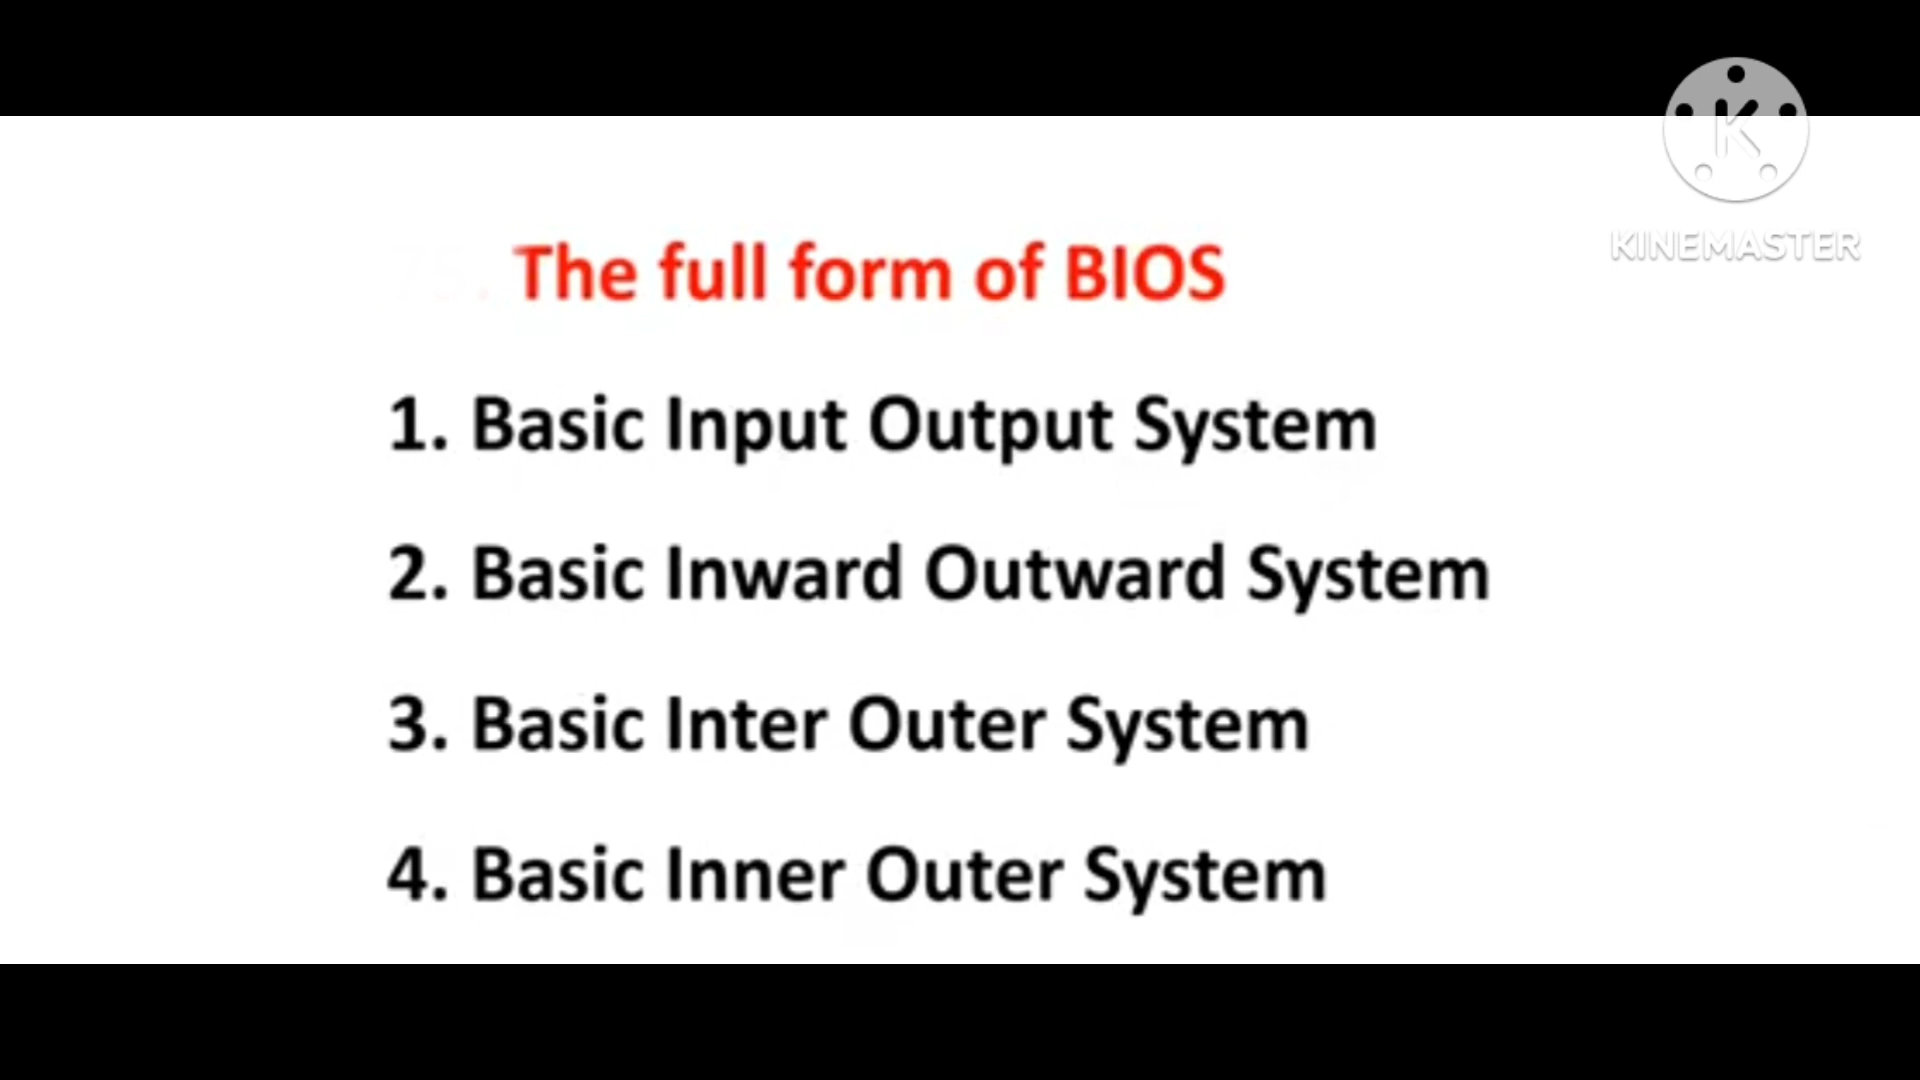 KINEMASTER
The full form of BIOS
1. Basic Input Output System
2. Basic Inward Outward System
3. Basic Inter Outer System
4. Basic Inner Outer System